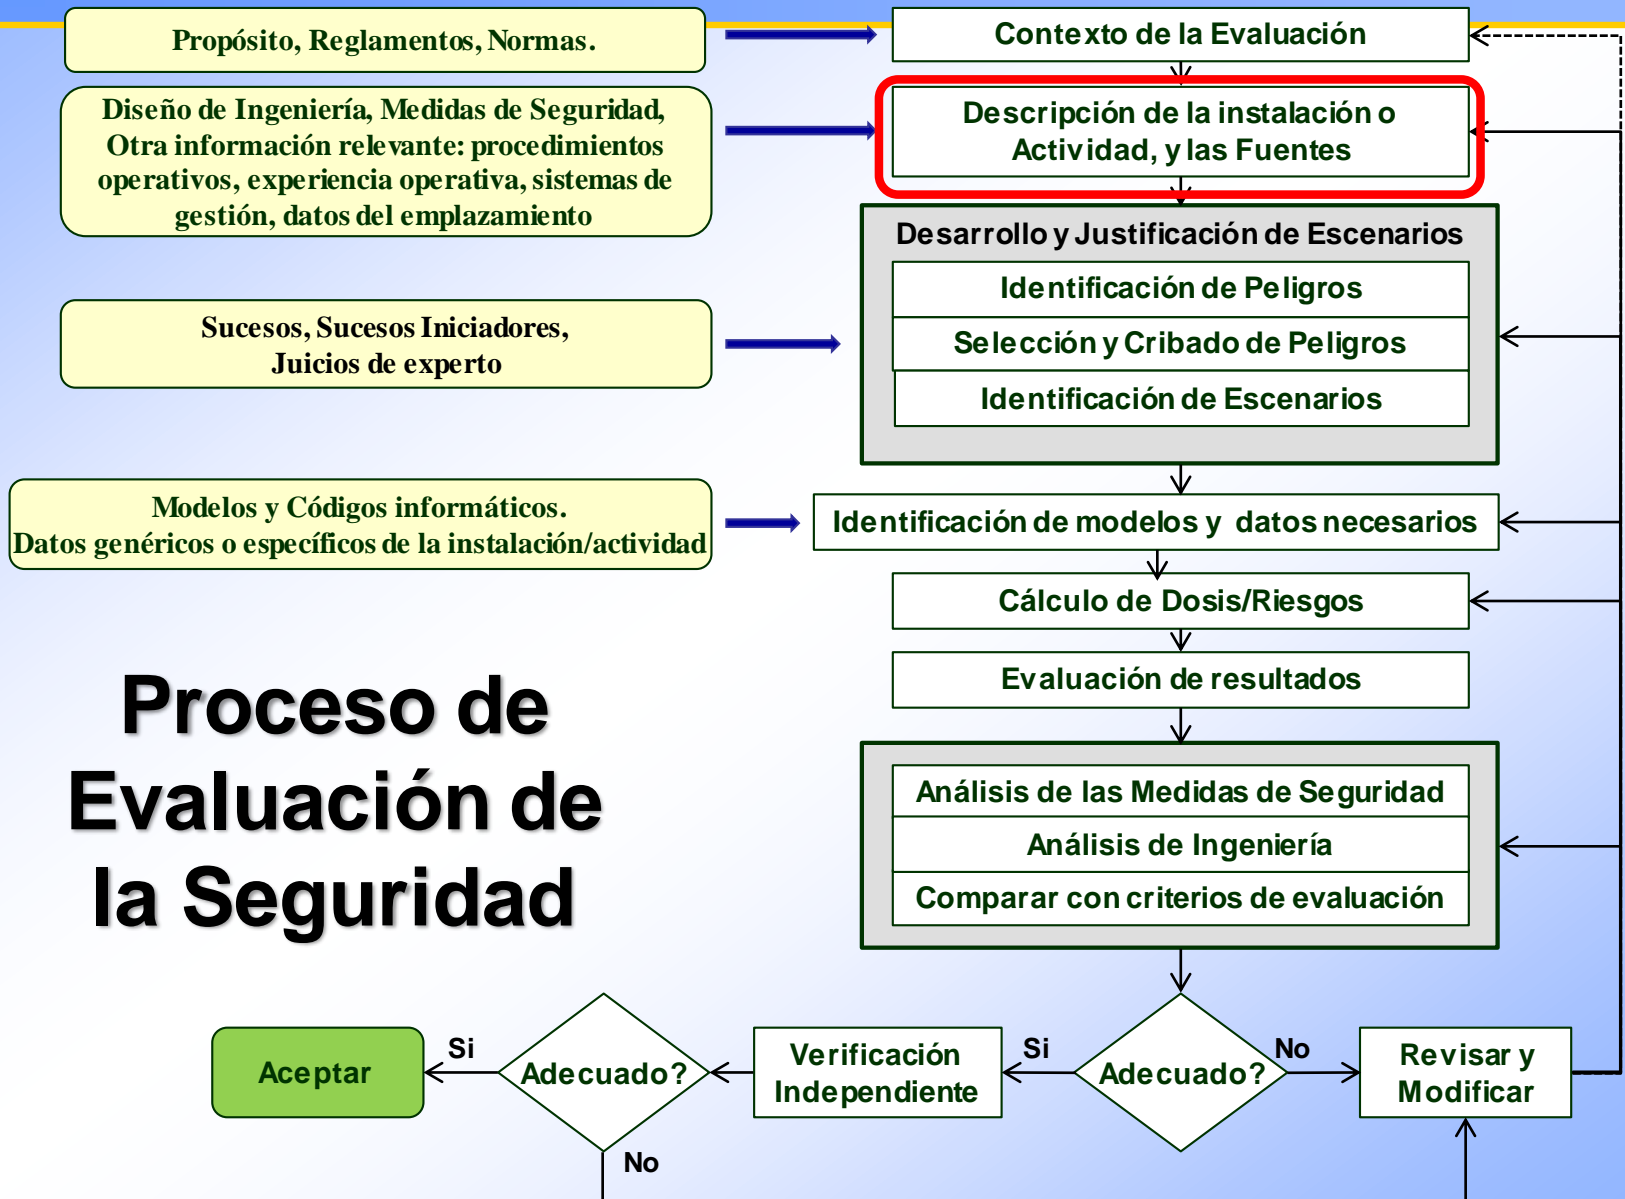 Propósito, Reglamentos, Normas.
Contexto de la Evaluación
Diseño de Ingeniería, Medidas de Seguridad,
Otra información relevante: procedimientos
operativos, experiencia operativa, sistemas de
gestión, datos del emplazamiento
Descripción de la instalación o
Actividad, y las Fuentes
Desarrollo y Justificación de Escenarios
Identificación de Peligros
Selección y Cribado de Peligros
Identificación de Escenarios
Sucesos, Sucesos Iniciadores,
Juicios de experto
Modelos y Códigos informáticos.
Datos genéricos o específicos de la instalación/actividad
Identificación de modelos y datos necesarios
Cálculo de Dosis/Riesgos
Evaluación de resultados
Proceso de
Evaluación de
la Seguridad
Análisis de las Medidas de Seguridad
Análisis de Ingeniería
Comparar con criterios de evaluación
Aceptar
Si
Adecuado?
Verificación
Independiente
Si
Adecuado?
No
Revisar y
Modificar
No